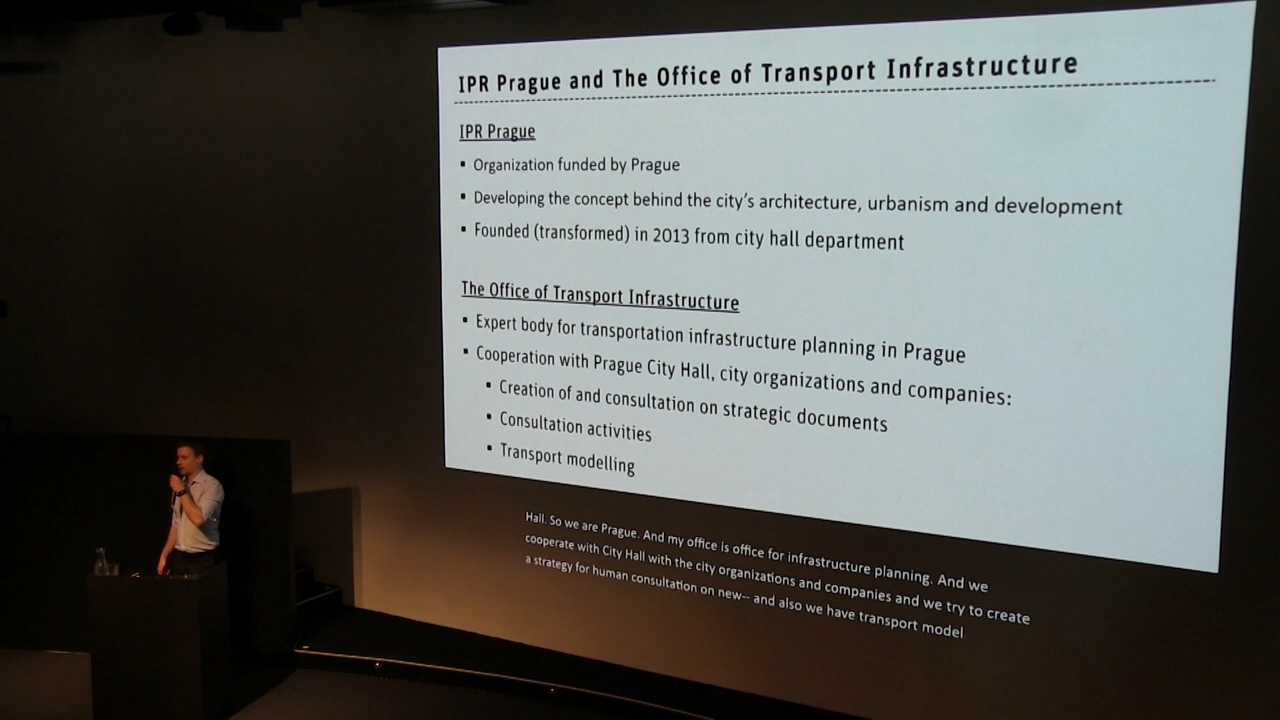 IPR Prague and The Office of Transport Infrastructure
IPR Prague
▪ Organization funded by Prague
▪ Developing the concept behind the city's architecture, urbanism and development
▪ Founded (transformed) in 2013 from city hall department
The Office of Transport Infrastructure
▪ Expert body for transportation infrastructure planning in Prague
▪ Cooperation with Prague City Hall, city organizations and companies:
▪ Creation of and consultation on strategic documents
▪ Consultation activities
▪ Transport modelling
Hall. So we are Prague. And my office is office for infrastructure planning. And we
cooperate with City Hall with the city organizations and companies and we try to create
a strategy for human consultation on new-- and also we have transport model